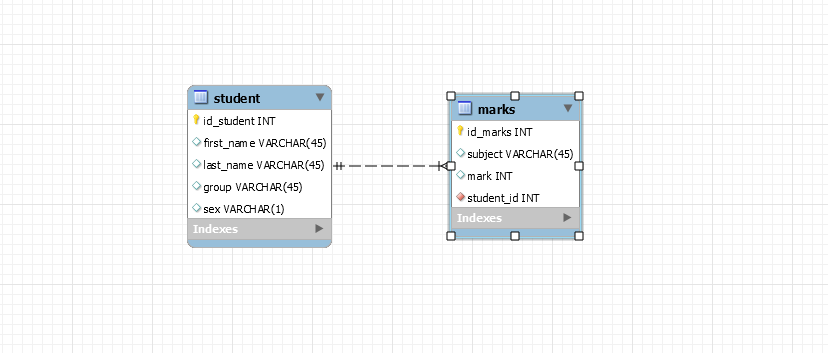 student
id_student INT
first_name VARCHAR(45)
last_name VARCHAR(45)
group VARCHAR(45)
sex VARCHAR(1)
Indexes
marks
id_marks INT
subject VARCHAR(45)
mark INT
student_id INT
Indexes